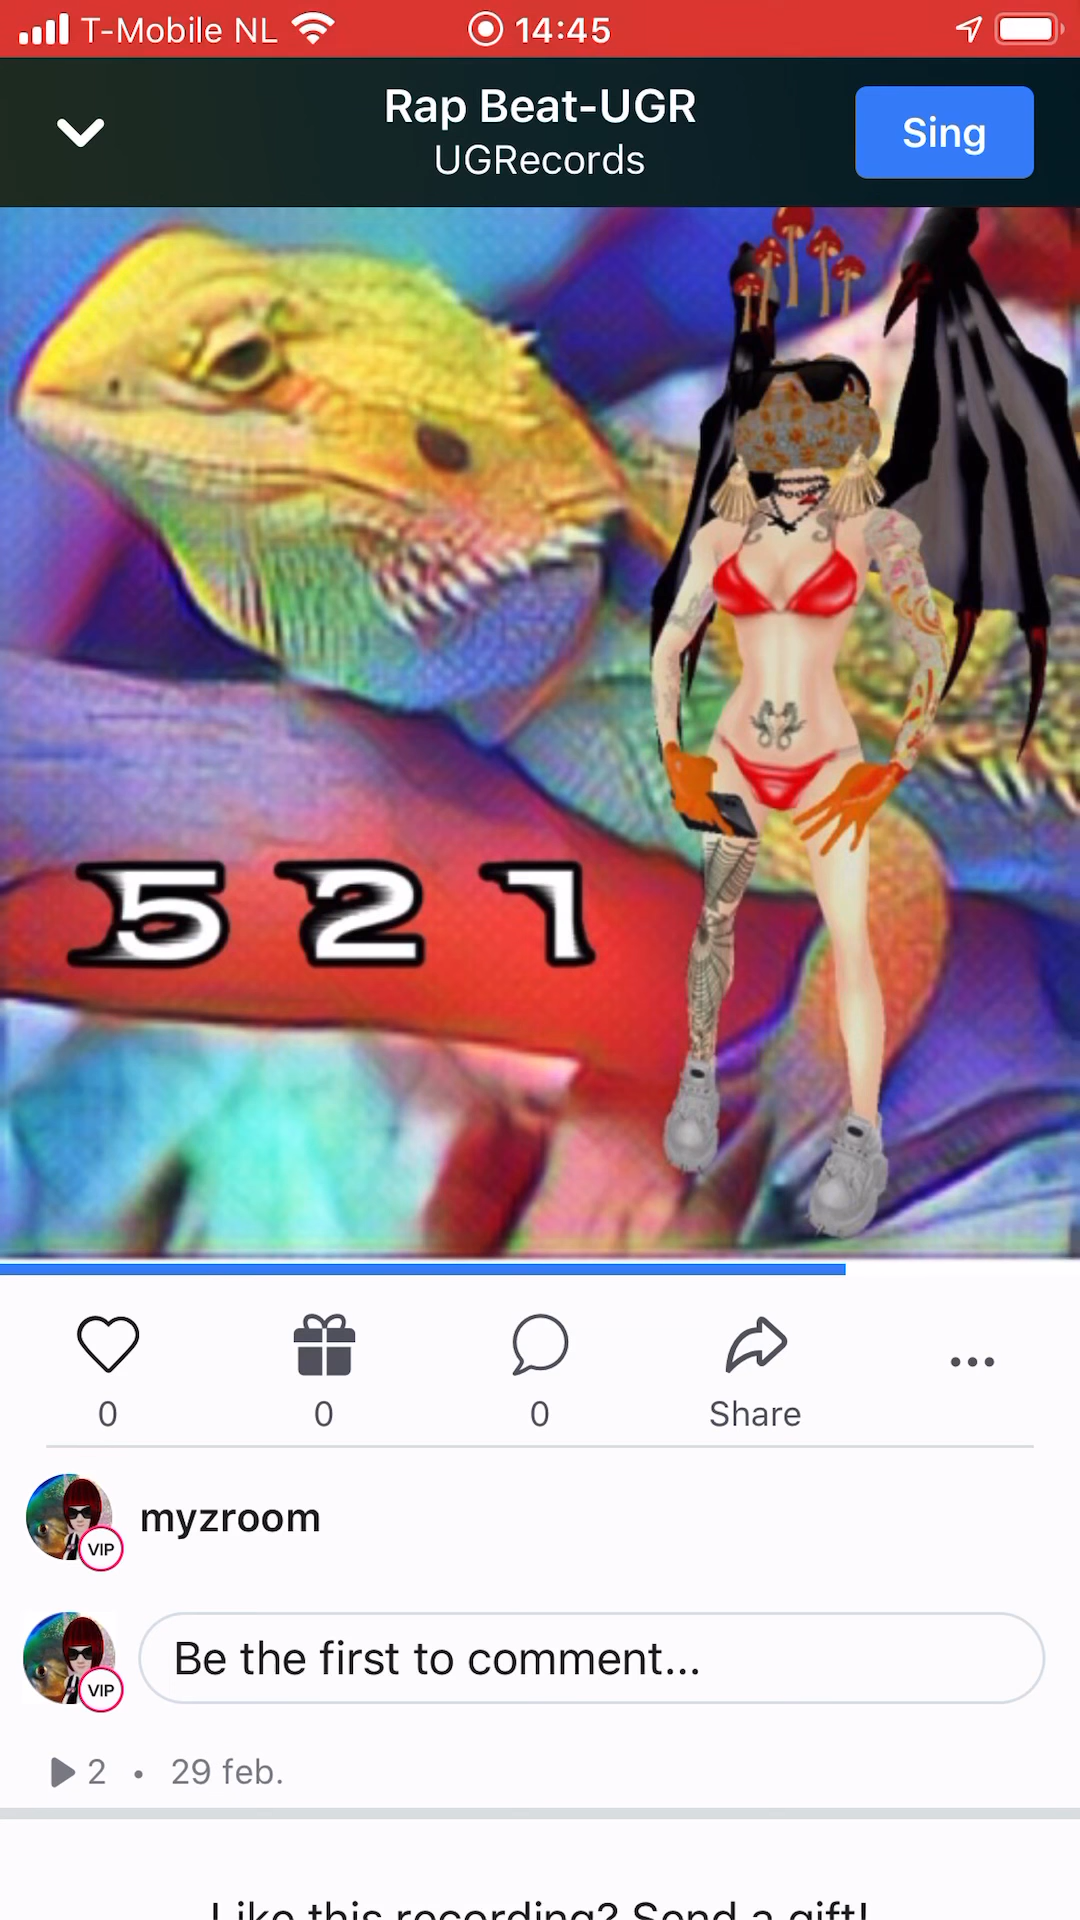 T-Mobile NL 14:45
Rap Beat-UGR
UGRecords
Sing
521
0 0 0 Share
myzroom
VIP
Be the first to comment...
VIP
2 • 29 feb.
Like this recording? Send a gift!